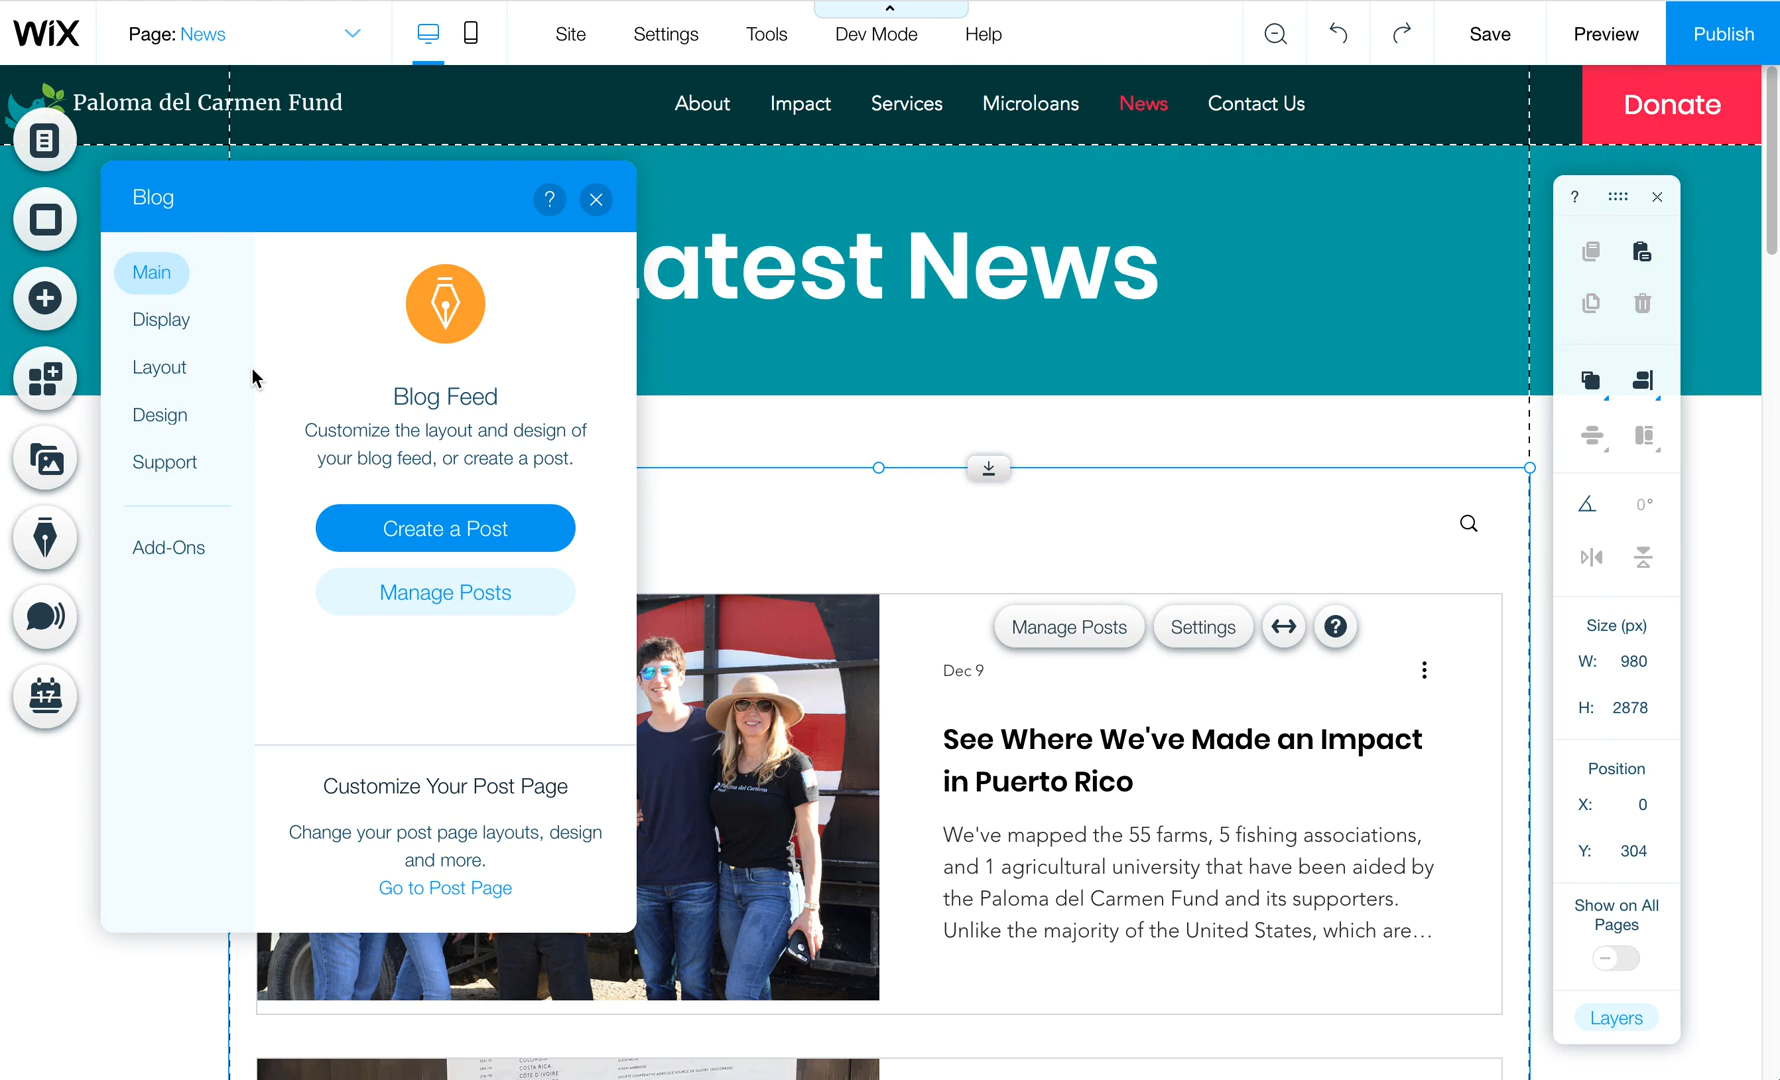 WiX
Page: News
Site
Settings
Tools
Dev Mode
Help
Save
Preview
Publish
Paloma del Carmen Fund
About
Impact
Services
Microloans
News
Contact Us
Donate
atest News
Blog
?
Main
Display
Layout
Design
Support
Add-Ons
Blog Feed
Customize the layout and design of
your blog feed, or create a post.
Create a Post
Manage Posts
Customize Your Post Page
Change your post page layouts, design
and more.
Go to Post Page
17
Manage Posts
Settings
?
Dec 9
See Where We've Made an Impact
in Puerto Rico
We've mapped the 55 farms, 5 fishing associations,
and 1 agricultural university that have been aided by
the Paloma del Carmen Fund and its supporters.
Unlike the majority of the United States, which are...
COSTA RICA
CÔTE D'IVOIRE
?
0°
Size (px)
W: 980
H: 2878
Position
X: 0
Y: 304
Show on All
Pages
Layers